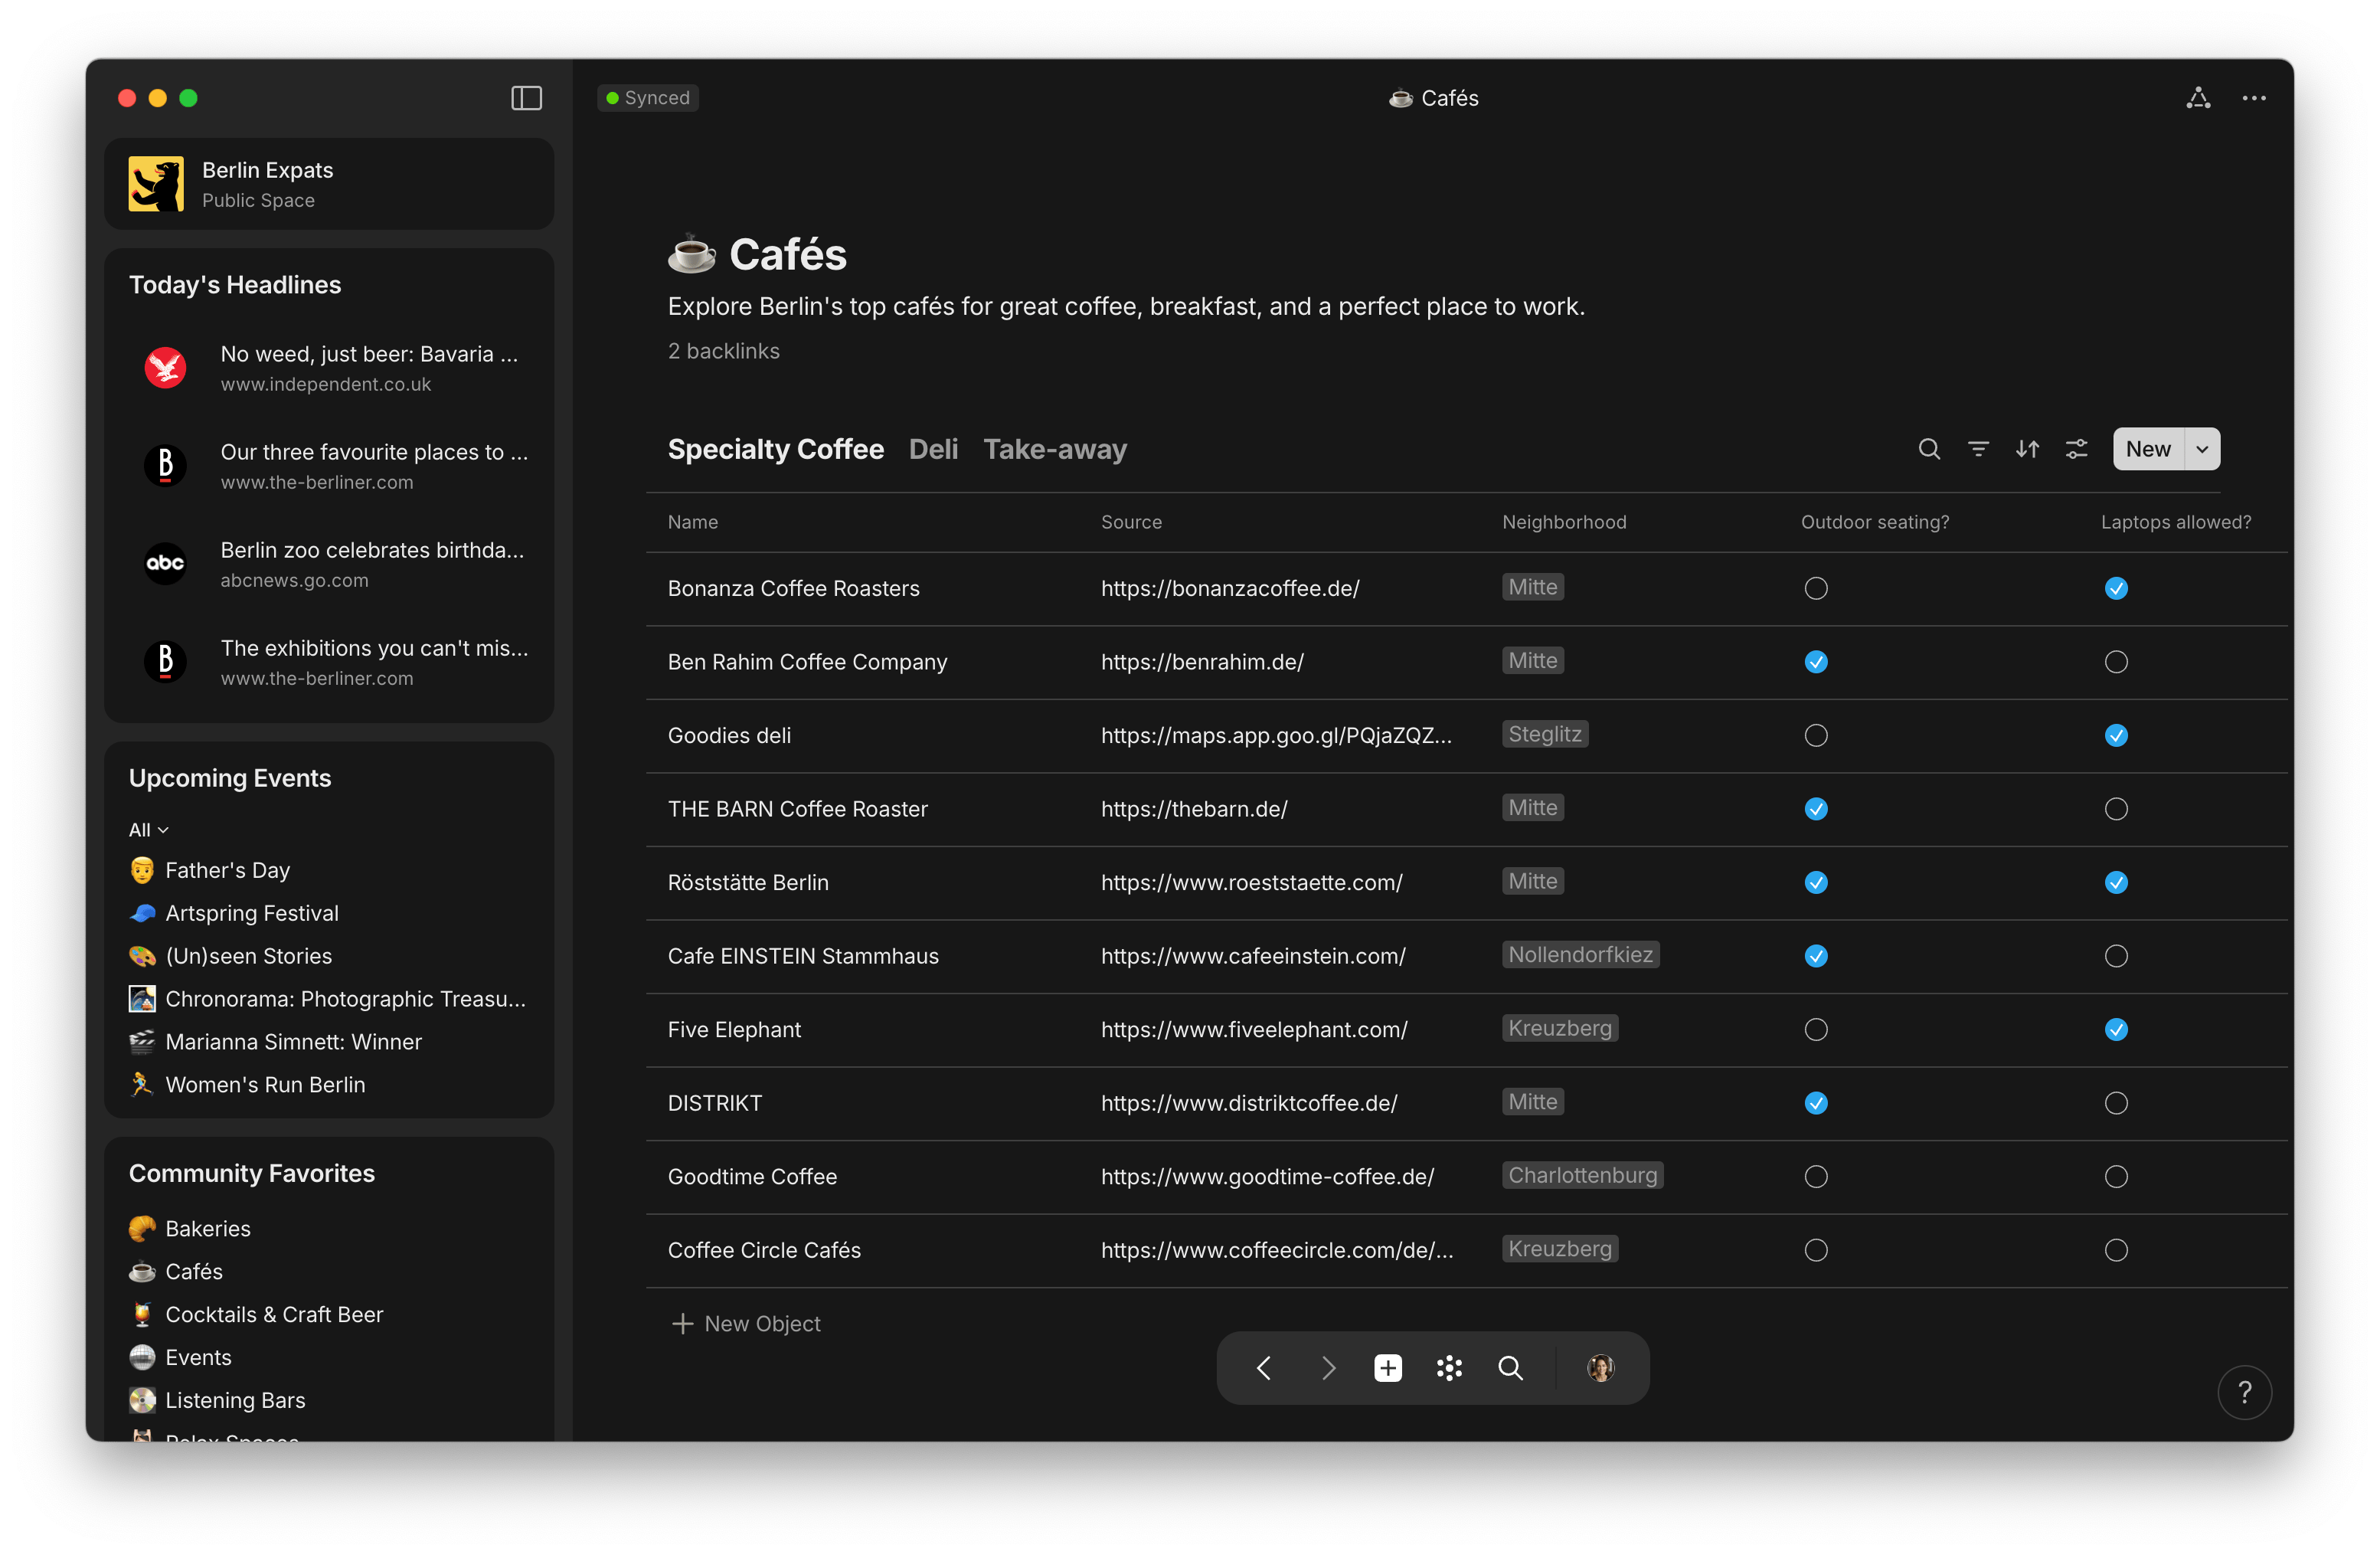 Synced
☕ Cafés
Berlin Expats
Public Space
Today's Headlines
No weed, just beer: Bavaria ...
www.independent.co.uk
B
Our three favourite places to ...
www.the-berliner.com
abc
Berlin zoo celebrates birthda...
abcnews.go.com
B
The exhibitions you can't mis...
www.the-berliner.com
Upcoming Events
All
Father's Day
Artspring Festival
(Un)seen Stories
Chronorama: Photographic Treasu...
Marianna Simnett: Winner
Women's Run Berlin
Community Favorites
Bakeries
Cafés
Cocktails & Craft Beer
Events
Listening Bars
Cafés
Explore Berlin's top cafés for great coffee, breakfast, and a perfect place to work.
2 backlinks
Specialty Coffee Deli Take-away New
Name Source Neighborhood Outdoor seating? Laptops allowed?
Bonanza Coffee Roasters https://bonanzacoffee.de/ Mitte
Ben Rahim Coffee Company https://benrahim.de/ Mitte
Goodies deli https://maps.app.goo.gl/PQjaZQZ... Steglitz
THE BARN Coffee Roaster https://thebarn.de/ Mitte
Röststätte Berlin https://www.roeststaette.com/ Mitte
Cafe EINSTEIN Stammhaus https://www.cafeeinstein.com/ Nollendorfkiez
Five Elephant https://www.fiveelephant.com/ Kreuzberg
DISTRIKT https://www.distriktcoffee.de/ Mitte
Goodtime Coffee https://www.goodtime-coffee.de/ Charlottenburg
Coffee Circle Cafés https://www.coffeecircle.com/de/... Kreuzberg
New Object
?